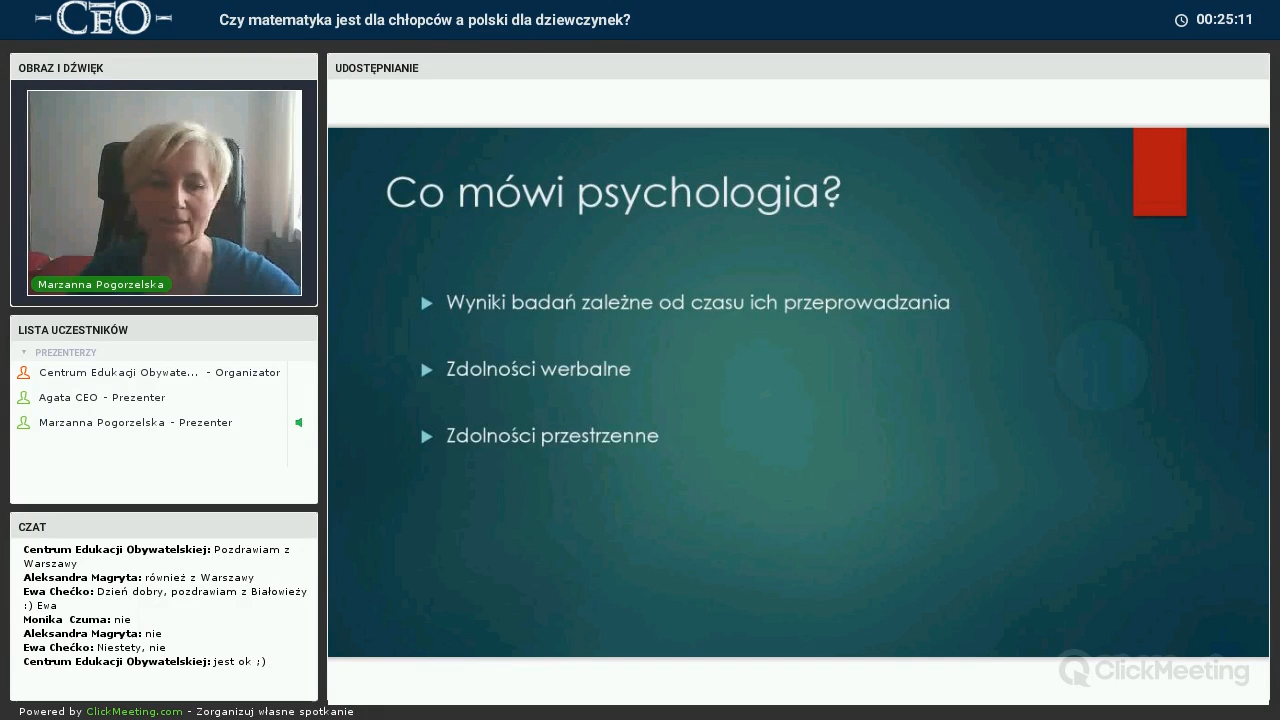 CEO
Czy matematyka jest dla chłopców a polski dla dziewczynek?
00:25:11
OBRAZ I DŹWIĘK
Marzanna Pogorzelska
LISTA UCZESTNIKÓW
PREZENTERZY
Centrum Edukacji Obywate... - Organizator
Agata CEO - Prezenter
Marzanna Pogorzelska - Prezenter
CZAT
Centrum Edukacji Obywatelskiej: Pozdrawiam z
Warszawy
Aleksandra Magryta: również z Warszawy
Ewa Chećko: Dzień dobry, pozdrawiam z Białowieży
:) Ewa
Monika Czuma: nie
Aleksandra Magryta: nie
Ewa Chećko: Niestety, nie
Centrum Edukacji Obywatelskiej: jest ok ;)
UDOSTĘPNIANIE
Co mówi psychologia?
Wyniki badań zależne od czasu ich przeprowadzania
Zdolności werbalne
Zdolności przestrzenne
ClickMeeting
Powered by ClickMeeting.com - Zorganizuj własne spotkanie